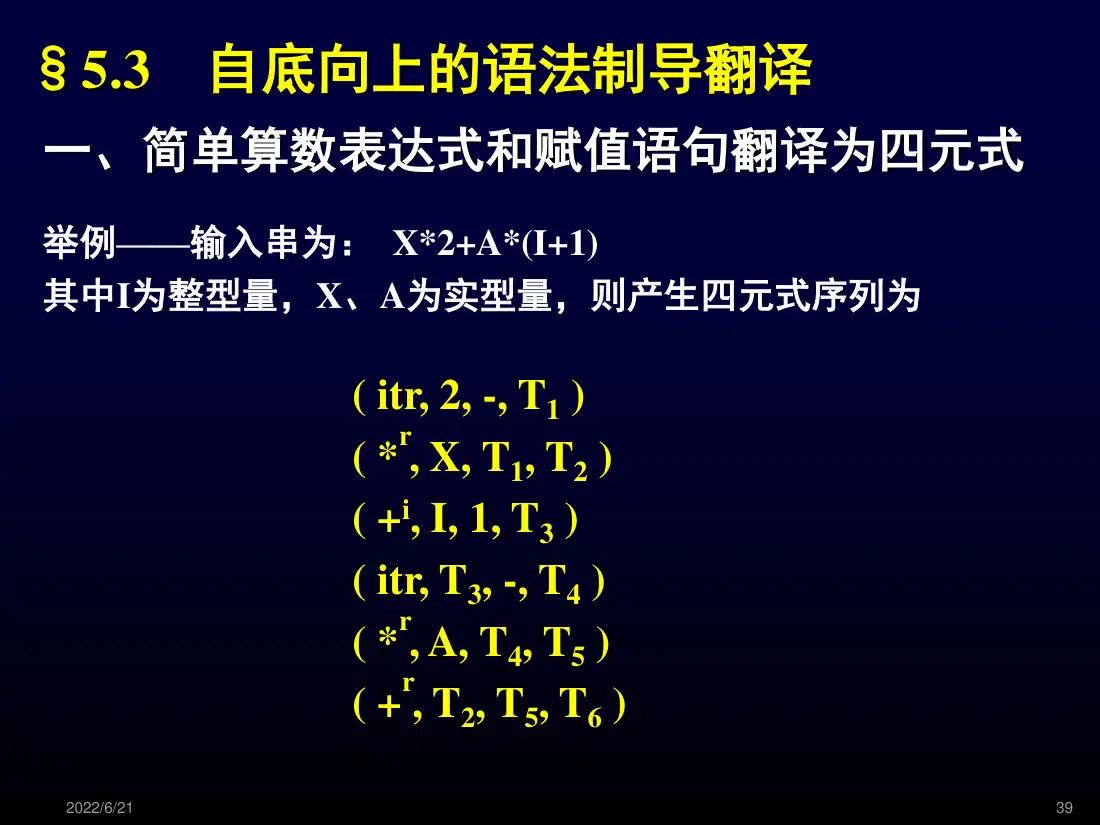 §5.3 自底向上的语法制导翻译
一、简单算数表达式和赋值语句翻译为四元式
举例——输入串为： X*2+A*(I+1)
其中I为整型量，X、A为实型量，则产生四元式序列为
( itr, 2, -, T₁ )
( *ʳ, X, T₁, T₂ )
( +ⁱ, I, 1, T₃ )
( itr, T₃, -, T₄ )
( *ʳ, A, T₄, T₅ )
( +ʳ, T₂, T₅, T₆ )
2022/6/21
39